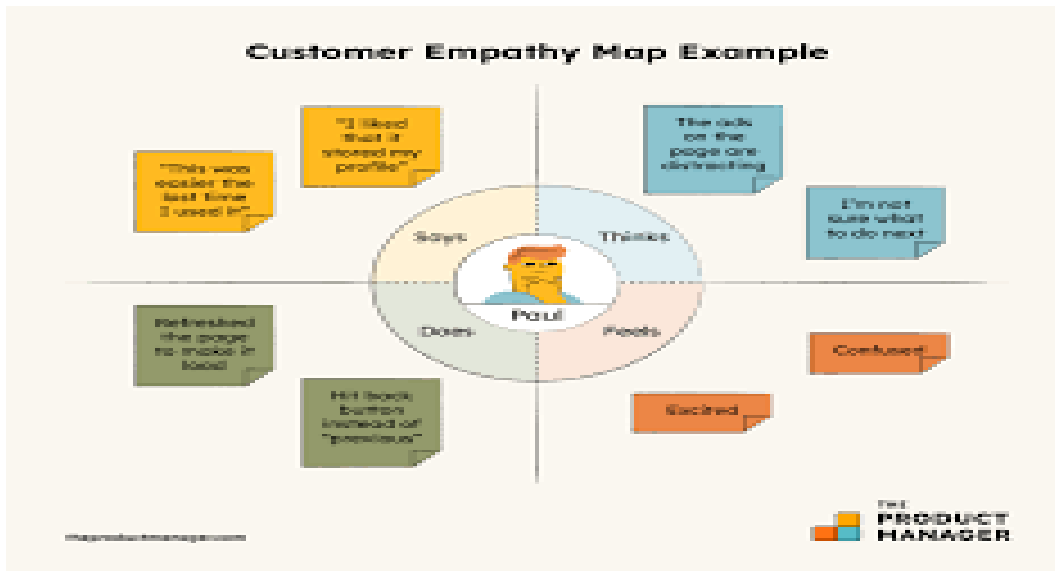 Customer Empathy Map Example
"I liked
that it
stored my
profile"
"This was
easier the
last time
I used it"
The ads
on the
page are
distracting
I'm not
sure what
to do next
Says
Thinks
Paul
Does
Feels
Refreshed
the page
to make it
load
Hit back
button
instead of
"previous"
Confused
Excited
theproductmanager.com
THE
PRODUCT
MANAGER